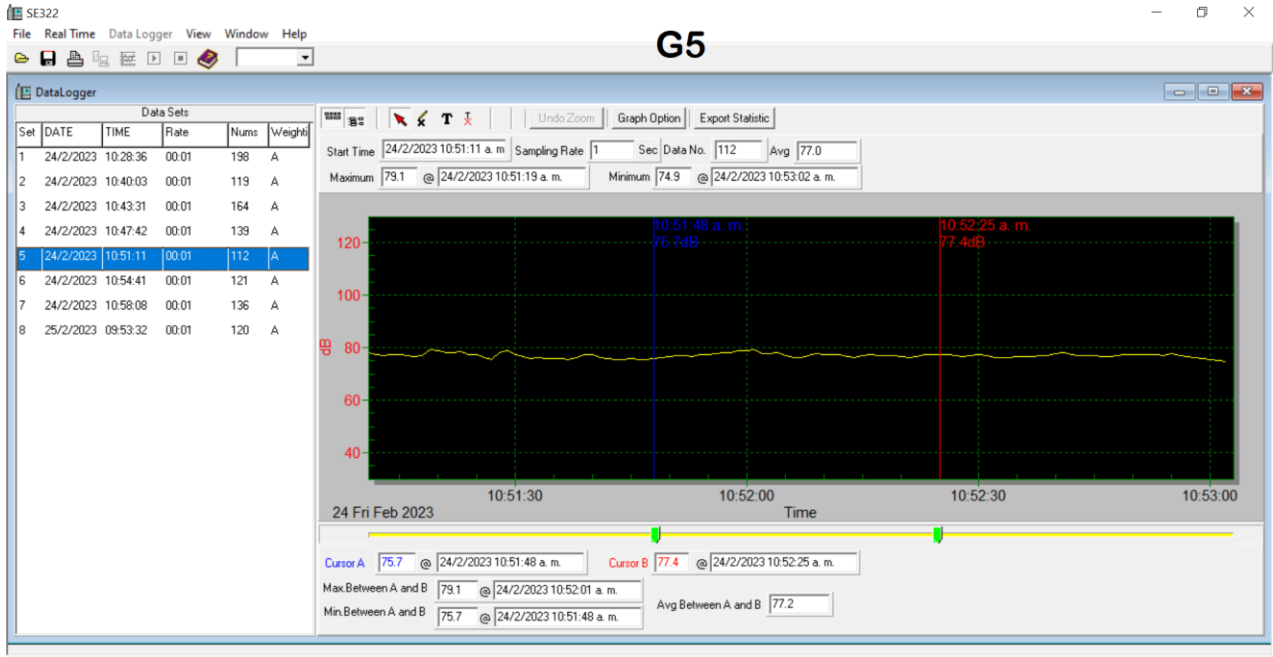 SE322
File Real Time Data Logger View Window Help
G5
DataLogger
Data Sets
Set DATE TIME Rate Nums Weighti
1 24/2/2023 10:28:36 00:01 198 A
2 24/2/2023 10:40:03 00:01 119 A
3 24/2/2023 10:43:31 00:01 164 A
4 24/2/2023 10:47:42 00:01 139 A
5 24/2/2023 10:51:11 00:01 112 A
6 24/2/2023 10:54:41 00:01 121 A
7 24/2/2023 10:58:08 00:01 136 A
8 25/2/2023 09:53:32 00:01 120 A
Undo Zoom Graph Option Export Statistic
Start Time 24/2/2023 10:51:11 a. m Sampling Rate 1 Sec Data No. 112 Avg 77.0
Maximum 79.1 @ 24/2/2023 10:51:19 a. m. Minimum 74.9 @ 24/2/2023 10:53:02 a. m.
10:51:48 a. m. 10:52:25 a. m.
75.7dB 77.4dB
120
100
dB 80
60
40
10:51:30 10:52:00 10:52:30 10:53:00
24 Fri Feb 2023 Time
Cursor A 75.7 @ 24/2/2023 10:51:48 a. m. Cursor B 77.4 @ 24/2/2023 10:52:25 a. m.
Max.Between A and B 79.1 @ 24/2/2023 10:52:01 a. m.
Min.Between A and B 75.7 @ 24/2/2023 10:51:48 a. m.
Avg Between A and B 77.2